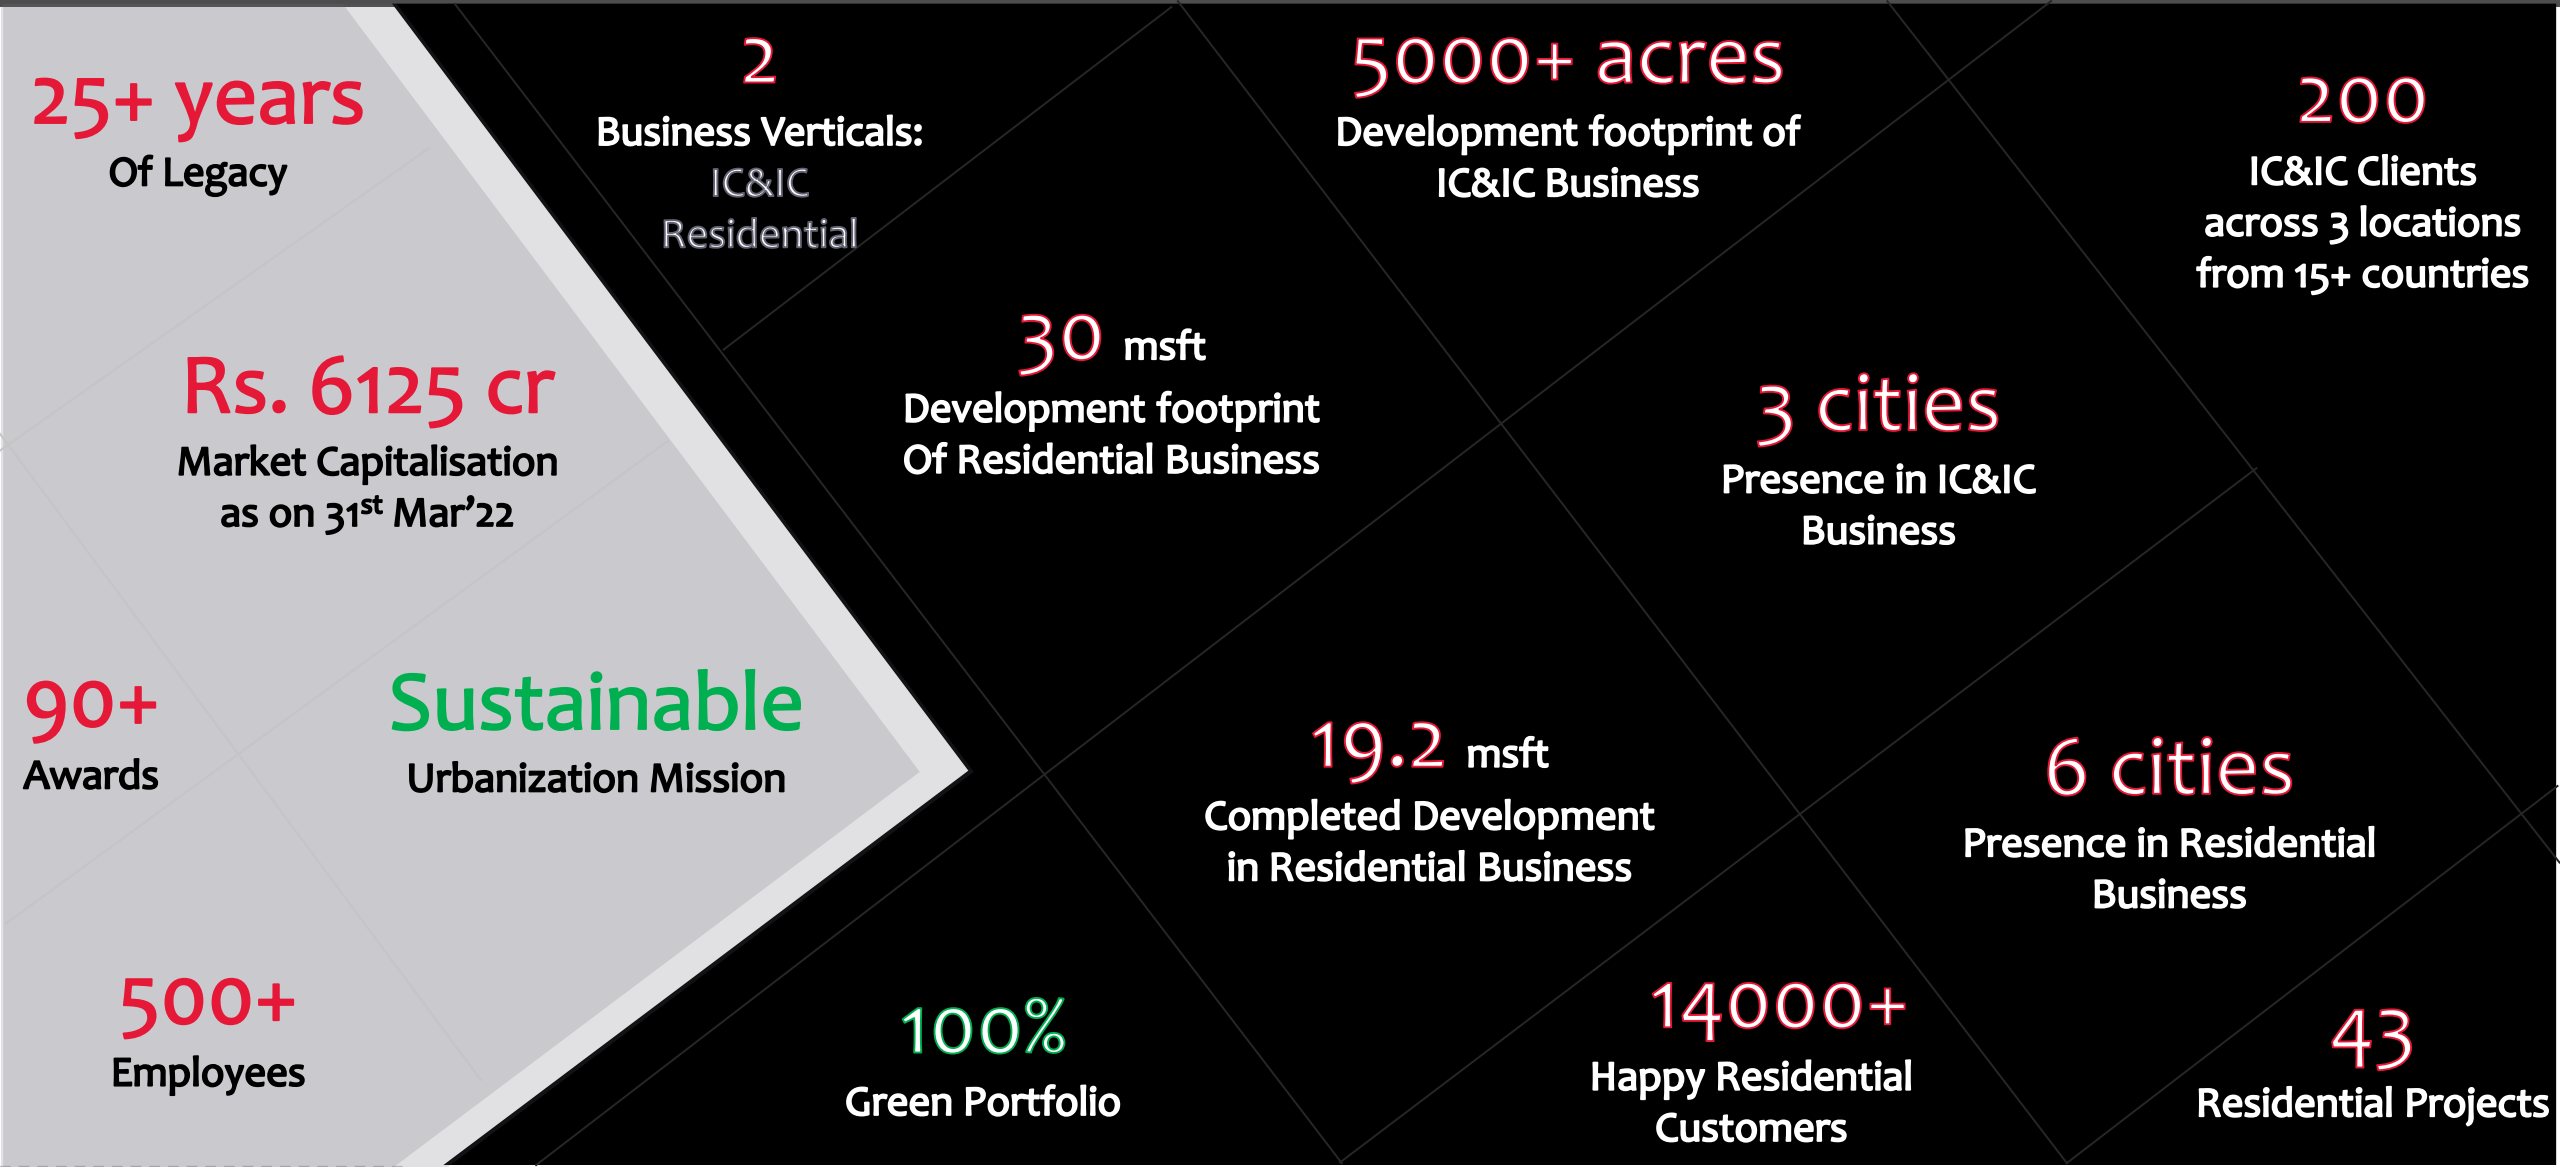 25+ years
Of Legacy
Rs. 6125 cr
Market Capitalisation
as on 31st Mar’22
90+
Awards
Sustainable
Urbanization Mission
500+
Employees
2
Business Verticals:
IC&IC
Residential
5000+ acres
Development footprint of
IC&IC Business
200
IC&IC Clients
across 3 locations
from 15+ countries
30 msft
Development footprint
Of Residential Business
3 cities
Presence in IC&IC
Business
19.2 msft
Completed Development
in Residential Business
6 cities
Presence in Residential
Business
100%
Green Portfolio
14000+
Happy Residential
Customers
43
Residential Projects